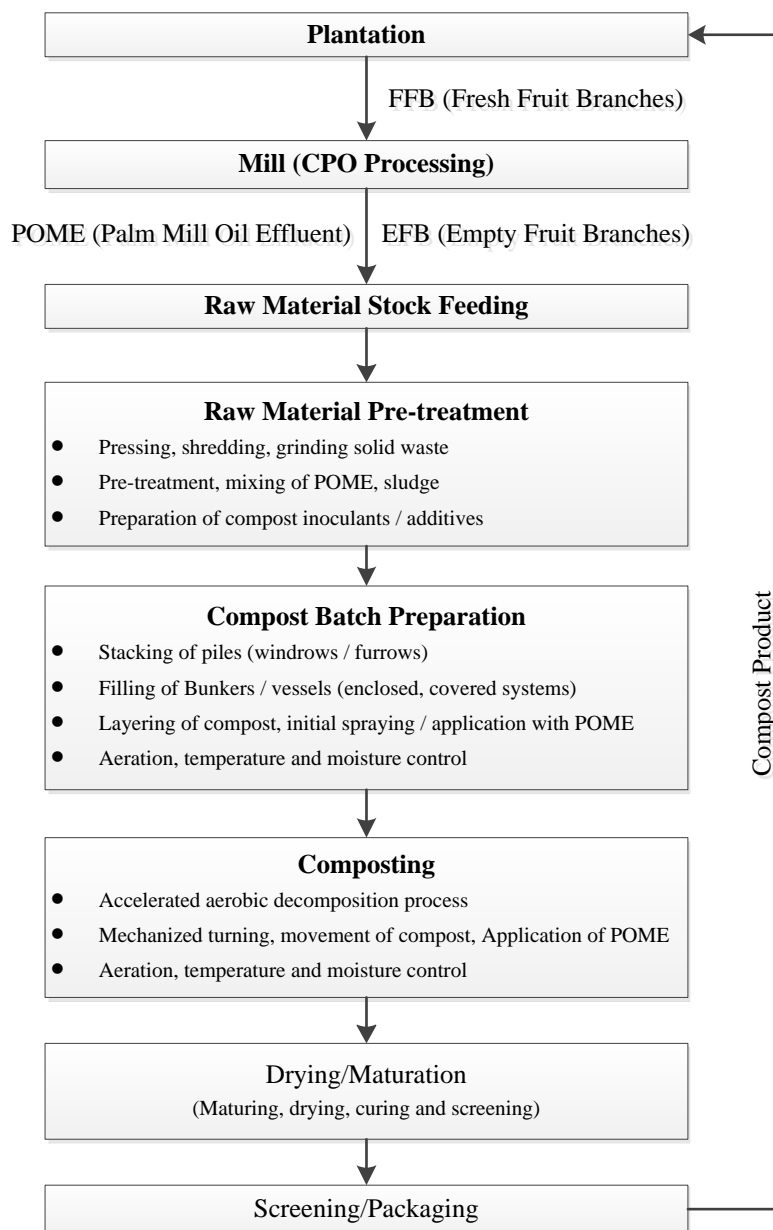 Plantation
FFB (Fresh Fruit Branches)
Mill (CPO Processing)
POME (Palm Mill Oil Effluent)
EFB (Empty Fruit Branches)
Raw Material Stock Feeding
Raw Material Pre-treatment
● Pressing, shredding, grinding solid waste
● Pre-treatment, mixing of POME, sludge
● Preparation of compost inoculants / additives
Compost Batch Preparation
● Stacking of piles (windrows / furrows)
● Filling of Bunkers / vessels (enclosed, covered systems)
● Layering of compost, initial spraying / application with POME
● Aeration, temperature and moisture control
Composting
● Accelerated aerobic decomposition process
● Mechanized turning, movement of compost, Application of POME
● Aeration, temperature and moisture control
Drying/Maturation
(Maturing, drying, curing and screening)
Screening/Packaging
Compost Product